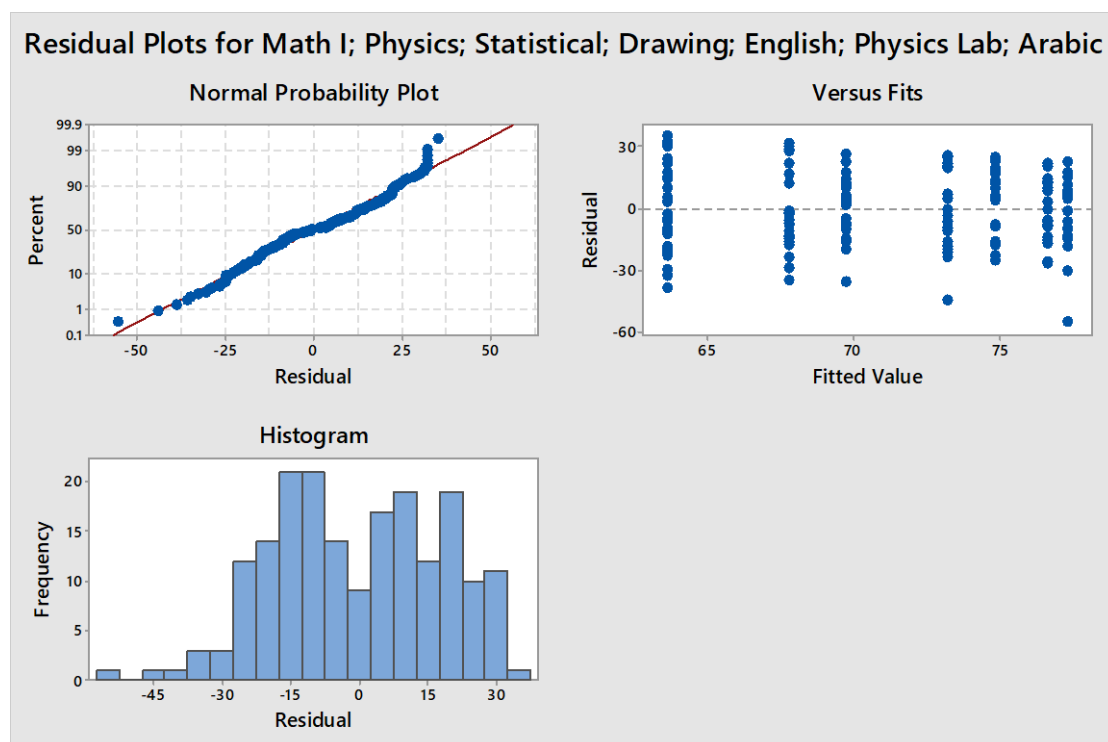 Residual Plots for Math I; Physics; Statistical; Drawing; English; Physics Lab; Arabic
Normal Probability Plot
99.9
99
90
50
10
1
0.1
Percent
-50 -25 0 25 50
Residual
Versus Fits
30
0
-30
-60
Residual
65 70 75
Fitted Value
Histogram
20
15
10
5
0
Frequency
-45 -30 -15 0 15 30
Residual